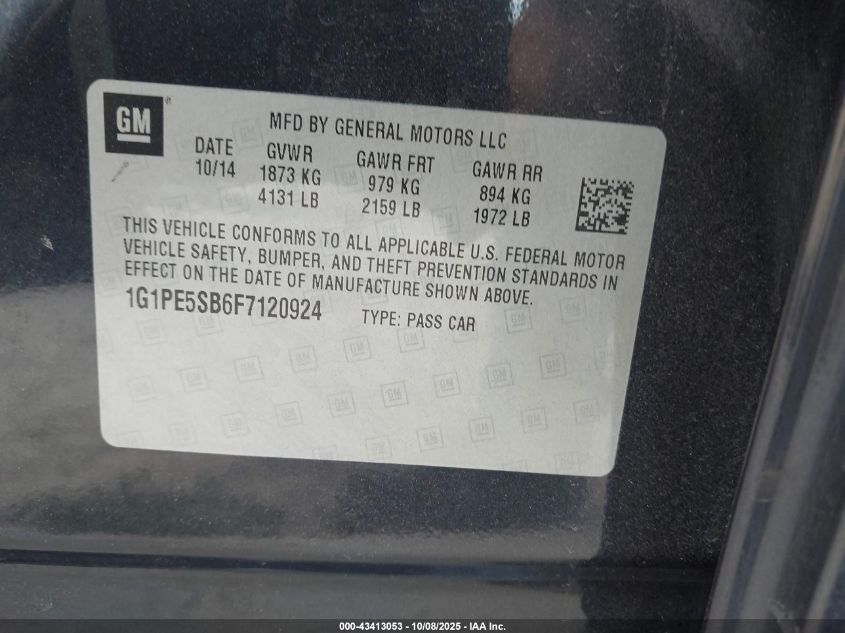 GM®
MFD BY GENERAL MOTORS LLC
DATE GVWR GAWR FRT GAWR RR
10/14 1873 KG 979 KG 894 KG
4131 LB 2159 LB 1972 LB
THIS VEHICLE CONFORMS TO ALL APPLICABLE U.S. FEDERAL MOTOR
VEHICLE SAFETY, BUMPER, AND THEFT PREVENTION STANDARDS IN
EFFECT ON THE DATE OF MANUFACTURE SHOWN ABOVE.
1G1PE5SB6F7120924 TYPE: PASS CAR
000-43413053 - 10/08/2025 - IAA Inc.